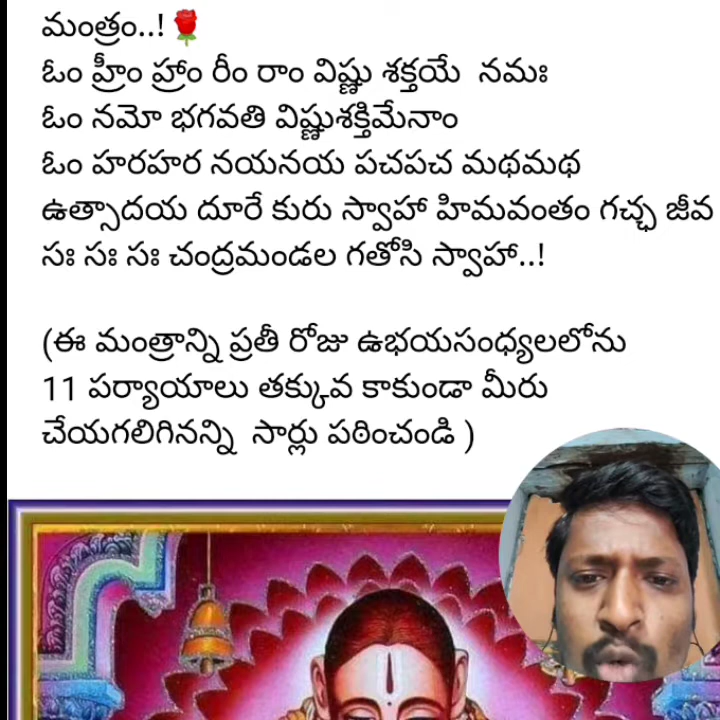 మంత్రం..!🌹
ఓం హ్రీం హ్రాం రీం రాం విష్ణు శక్తయే నమః
ఓం నమో భగవతి విష్ణుశక్తిమేనాం
ఓం హరహర నయనయ పచపచ మథమథ
ఉత్సాదయ దూరే కురు స్వాహా హిమవంతం గచ్ఛ జీవ
సః సః సః చంద్రమండల గతోసి స్వాహా..!
(ఈ మంత్రాన్ని ప్రతీ రోజు ఉభయసంధ్యలలోను
11 పర్యాయాలు తక్కువ కాకుండా మీరు
చేయగలిగినన్ని సార్లు పఠించండి )